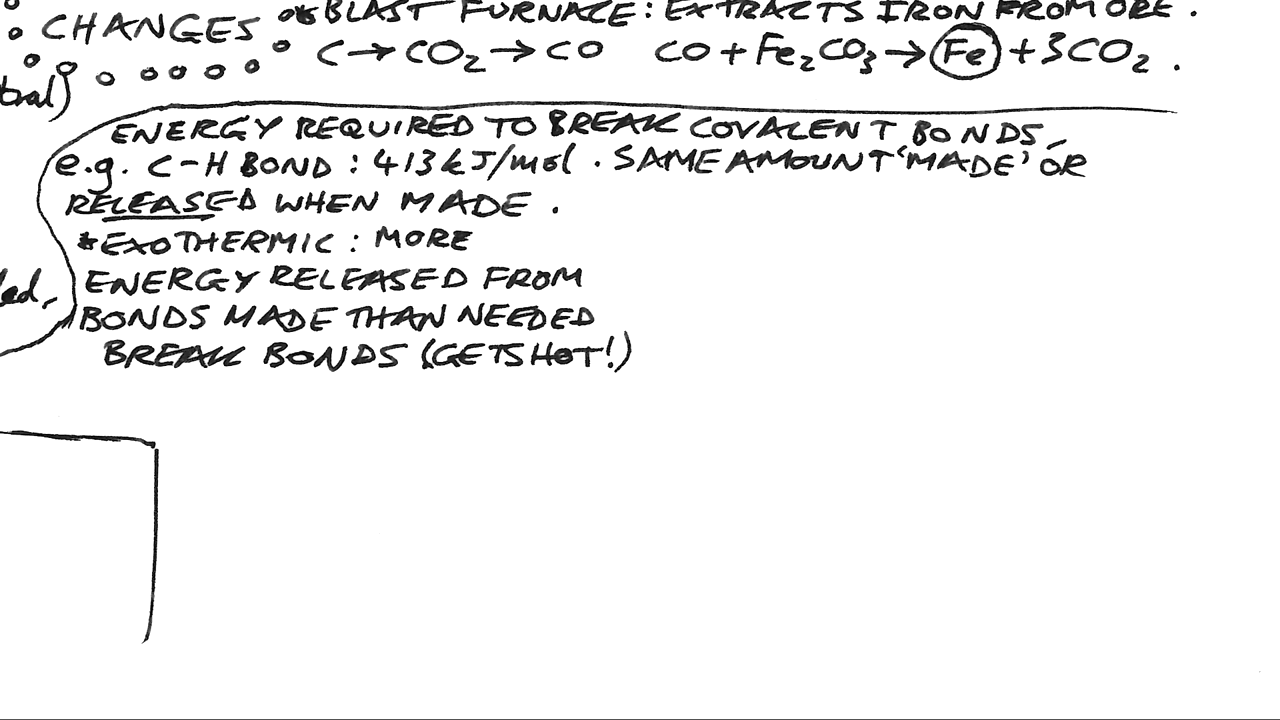 CHANGES * BLAST FURNACE: EXTRACTS IRON FROM ORE.
C→CO₂→CO CO+Fe₂CO₃→Fe+3CO₂.
tral)
ENERGY REQUIRED TO BREAK COVALENT BONDS,
e.g. C-H BOND: 413kJ/mol. SAME AMOUNT 'MADE' OR
RELEASED WHEN MADE.
*EXOTHERMIC: MORE
ENERGY RELEASED FROM
ded,
BONDS MADE THAN NEEDED
BREAK BONDS (GETS HOT!)